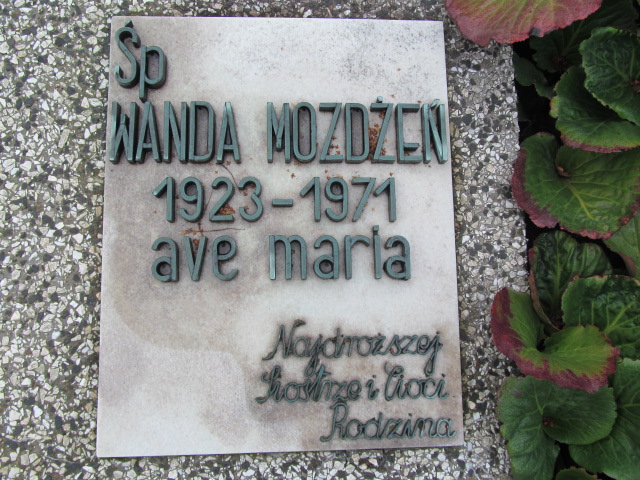 Śp
WANDA MOZDŻEŃ
1923-1971
ave maria
Najdroższej
Siostrze i Cioci
Rodzina